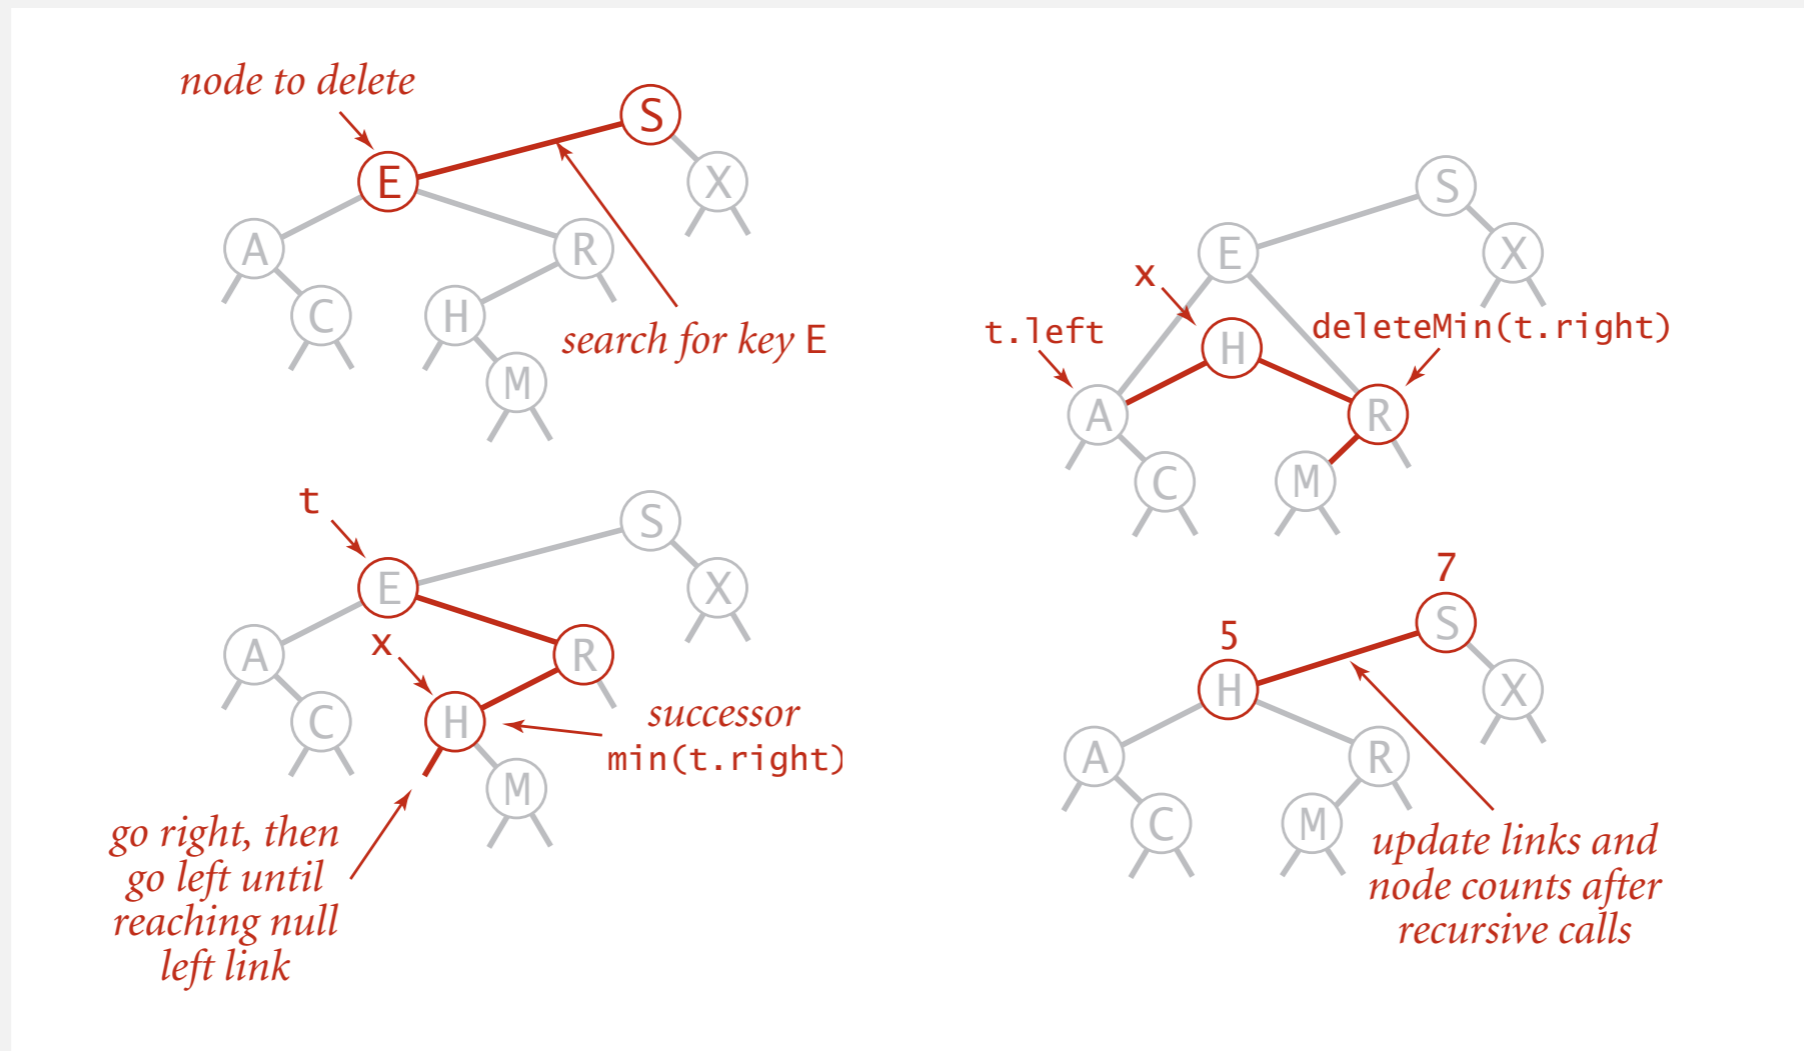 node to delete
S
E
X
A
R
C
H
search for key E
M
t
S
E
X
x
A
R
H
C
successor
min(t.right)
M
go right, then
go left until
reaching null
left link
S
E
X
x
t.left
H
deleteMin(t.right)
A
R
C
M
7
5
S
H
X
A
R
C
M
update links and
node counts after
recursive calls